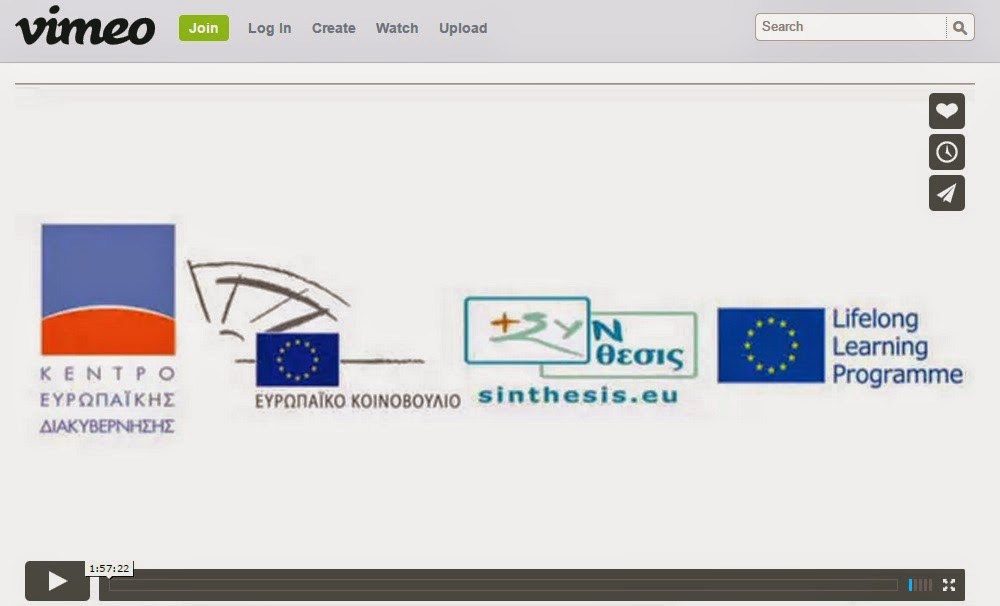 vimeo
Join Log In Create Watch Upload
Search
ΚΕΝΤΡΟ
ΕΥΡΩΠΑΪΚΗΣ
ΔΙΑΚΥΒΕΡΝΗΣΗΣ
ΕΥΡΩΠΑΪΚΟ ΚΟΙΝΟΒΟΥΛΙΟ
+Συν
θεσις
sinthesis.eu
Lifelong
Learning
Programme
1:57:22